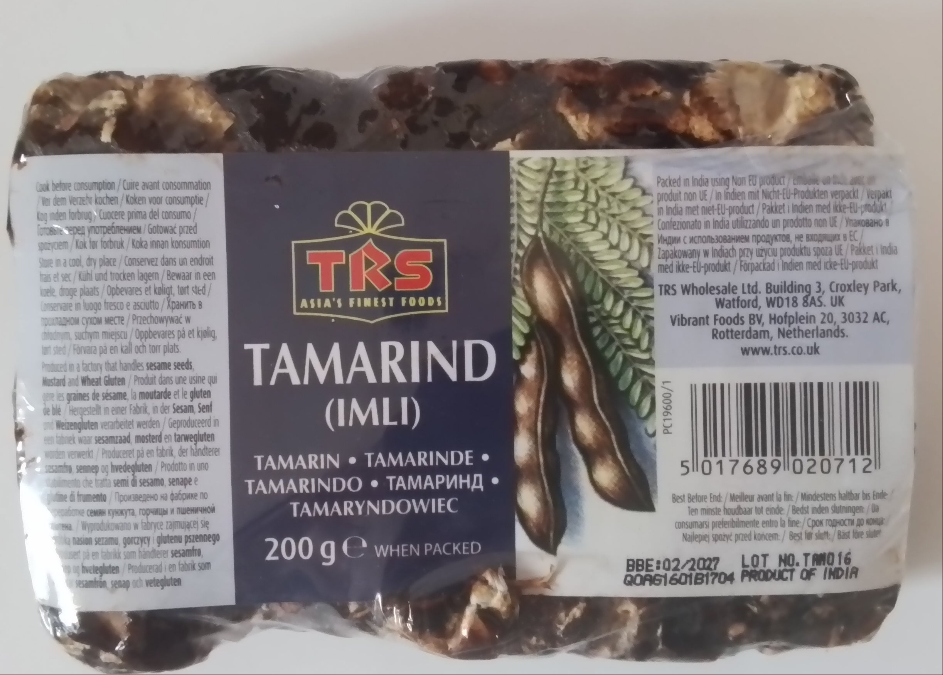 Cook before consumption / Cuire avant consommation
/ Vor dem Verzehr kochen / Koken voor consumptie /
Kog inden forbrug / Cuocere prima del consumo /
перед употреблением / Gotować przed
spożyciem / Kok før forbruk / Koka innan konsumtion
Store in a cool, dry place / Conservez dans un endroit
frais et sec / Kühl und trocken lagern / Bewaar in een
koele, droge plaats / Opbevares et køligt, tørt sted /
Conservare in luogo fresco e asciutto / Хранить в
прохладном сухом месте / Przechowywać w
chłodnym, suchym miejscu / Oppbevares på et kjølig,
tørt sted / Förvara på en kall och torr plats.
Produced in a factory that handles sesame seeds,
Mustard and Wheat Gluten / Produit dans une usine qui
gère les graines de sésame, la moutarde et le gluten
de blé / Hergestellt in einer Fabrik, in der Sesam, Senf
und Weizengluten verarbeitet werden / Geproduceerd in
een fabriek waar sesamzaad, mosterd en tarwegluten
worden verwerkt / Produceret på en fabrik, der håndterer
sesamfrø, sennep og hvedegluten / Prodotto in uno
stabilimento che tratta semi di sesamo, senape e
glutine di frumento / Произведено на фабрике по
семян кунжута, горчицы и пшеничной
/ Wyprodukowano w fabryce zajmującej się
nasion sezamu, gorczycy i glutenu pszennego
på en fabrikk som håndterer sesamfrø,
og hvetegluten / Producerad i en fabrik som
sesamfrön, senap och vetegluten
TRS
ASIA'S FINEST FOODS
TAMARIND
(IMLI)
TAMARIN • TAMARINDE •
TAMARINDO • ТАМАРИНД •
TAMARYNDOWIEC
200 g ℮ WHEN PACKED
Packed in India using Non EU product / Emballé en Inde avec un
produit non UE / in Indien mit Nicht-EU-Produkten verpackt / Verpakt
in India met niet-EU-product / Pakket i Indien med ikke-EU-produkt /
Confezionato in India utilizzando un prodotto non UE / Упаковано в
Индии с использованием продуктов, не входящих в ЕС /
Zapakowany w Indiach przy użyciu produktu spoza UE / Pakket i India
med ikke-EU-produkt / Förpackad i Indien med icke-EU-produkt
TRS Wholesale Ltd. Building 3, Croxley Park,
Watford, WD18 8AS. UK
Vibrant Foods BV, Hofplein 20, 3032 AC,
Rotterdam, Netherlands.
www.trs.co.uk
PC19600/1
5 017689 020712
Best Before End: / Meilleur avant la fin: / Mindestens haltbar bis Ende:
Ten minste houdbaar tot einde: / Bedst inden slutningen: / Da
consumarsi preferibilmente entro la fine: / Срок годности до конца:
Najlepiej spożyć przed końcem: / Best før slutt: / Bäst före slutet:
BBE:02/2027 LOT NO.TAM016
QOA61601B1704 PRODUCT OF INDIA